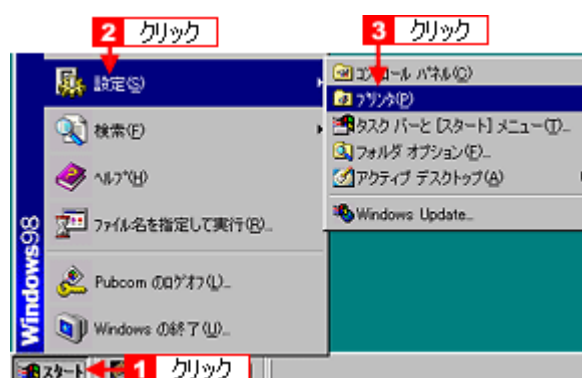 2 クリック
3 クリック
設定(S)
検索(F)
ヘルプ(H)
ファイル名を指定して実行(R)...
Pubcom のログオフ(L)...
Windows の終了(U)...
Windows98
コントロール パネル(C)
プリンタ(P)
タスク バーと [スタート] メニュー(T)...
フォルダ オプション(F)...
アクティブ デスクトップ(A)
Windows Update...
スタート
1 クリック